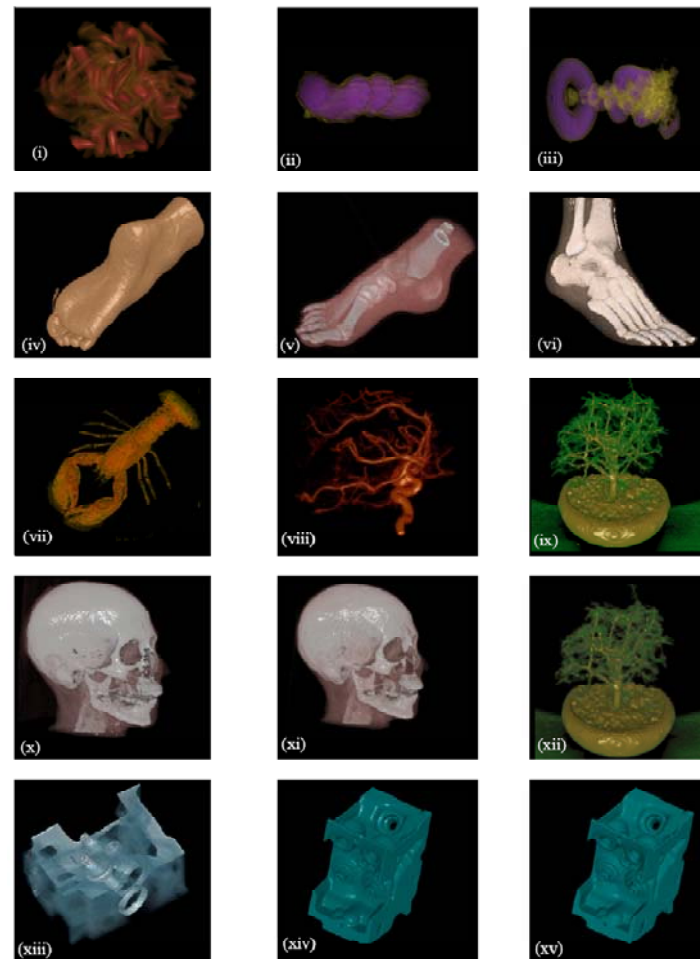 (i)
(ii)
(iii)
(iv)
(v)
(vi)
(vii)
(viii)
(ix)
(x)
(xi)
(xii)
(xiii)
(xiv)
(xv)